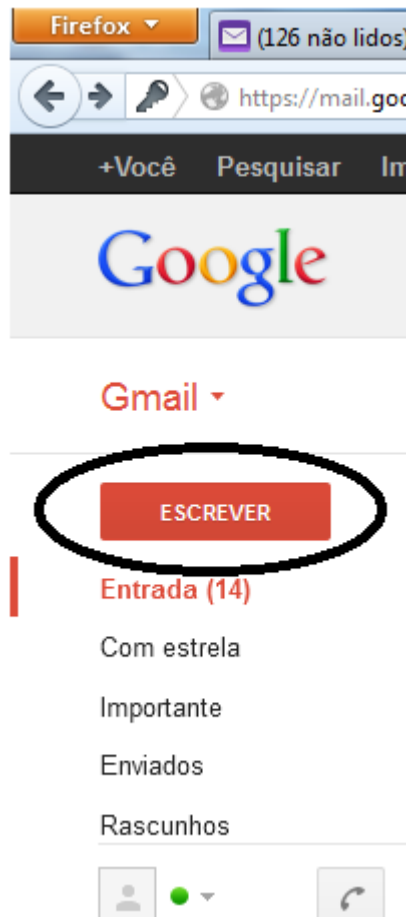 Firefox
(126 não lidos)
https://mail.goo
+Você Pesquisar Im
Google
Gmail
ESCREVER
Entrada (14)
Com estrela
Importante
Enviados
Rascunhos